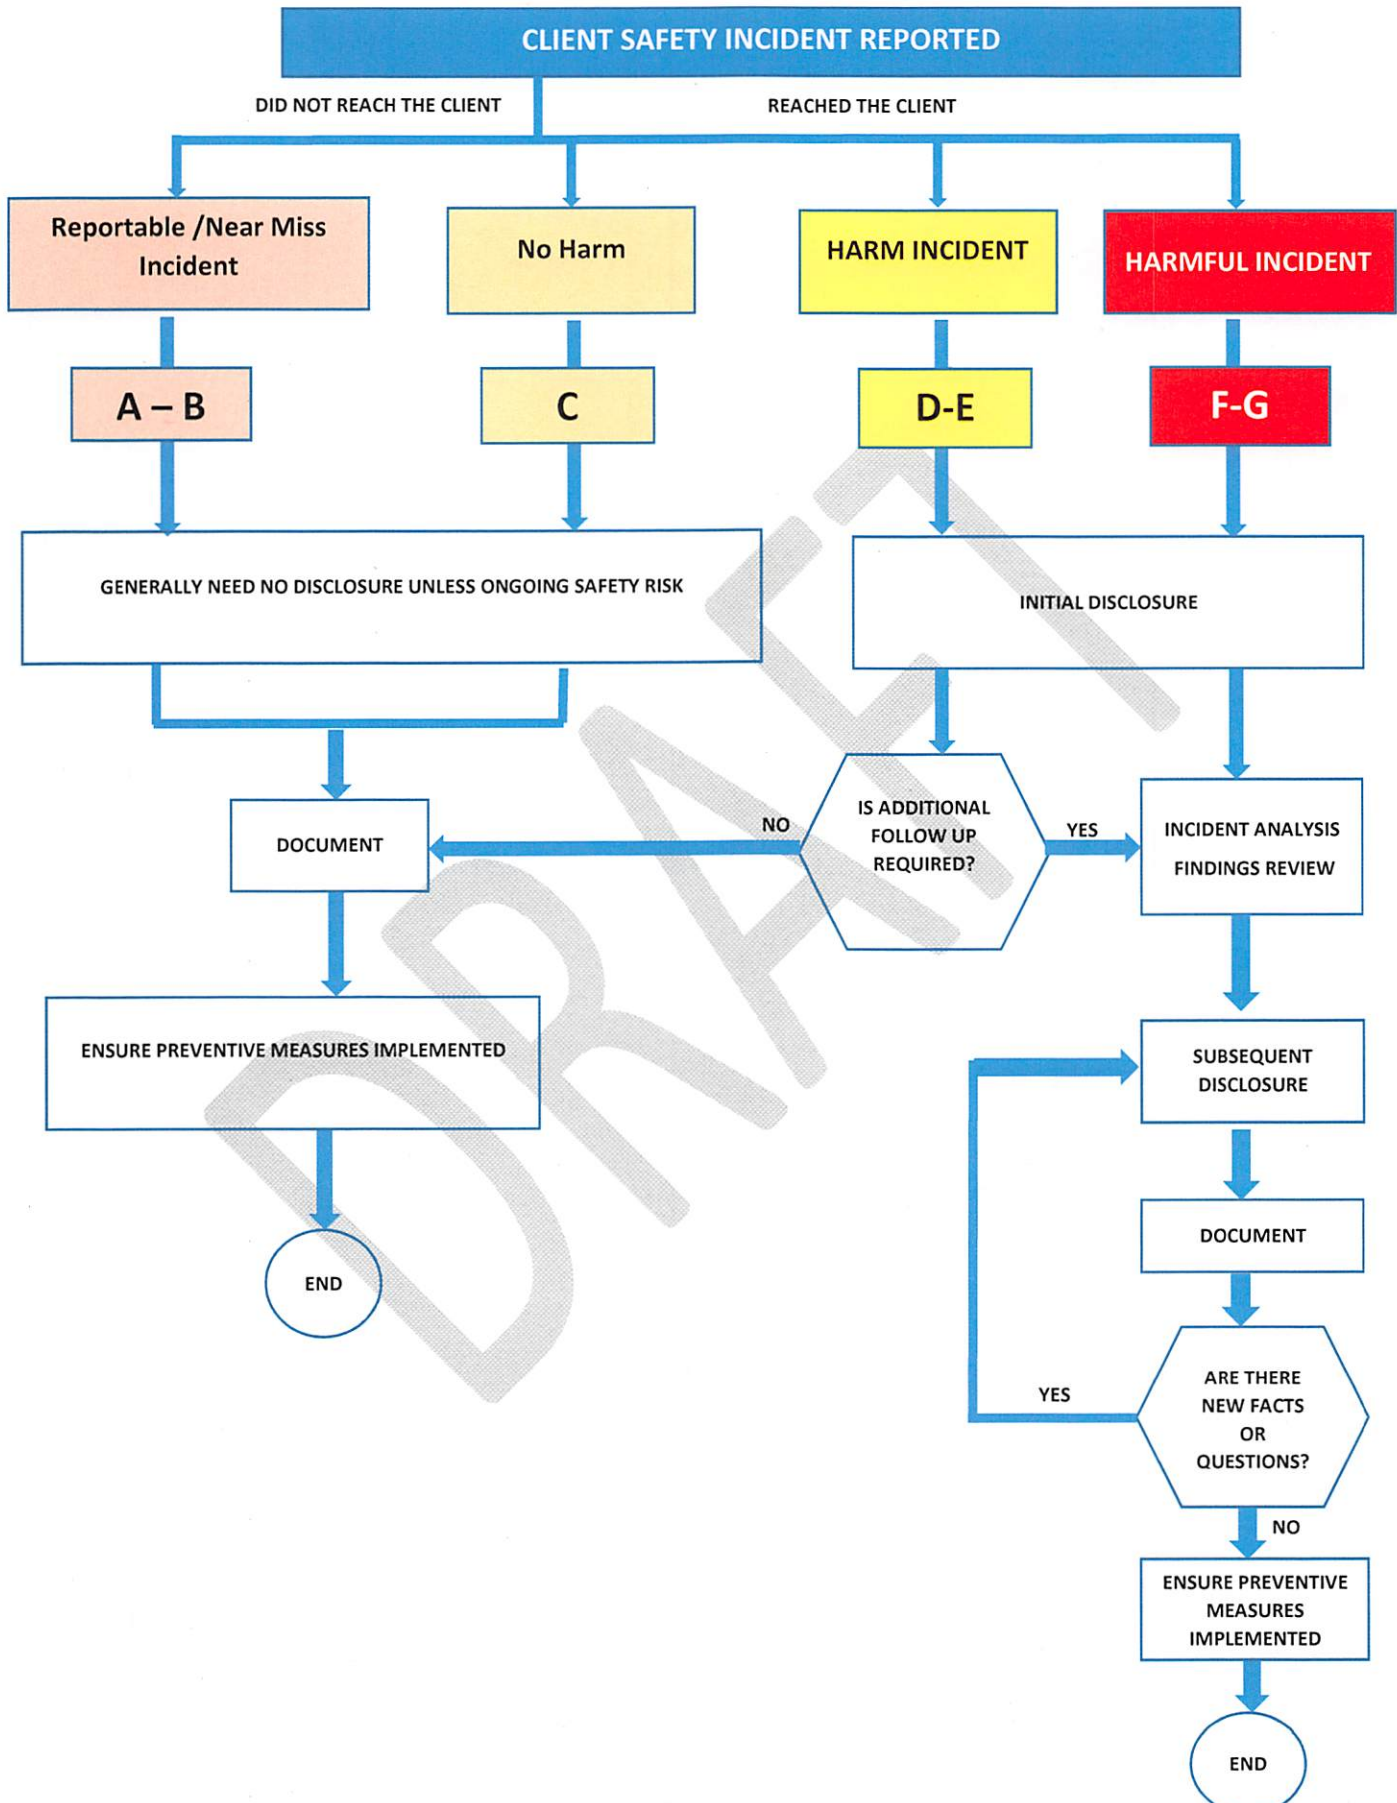 CLIENT SAFETY INCIDENT REPORTED
DID NOT REACH THE CLIENT
REACHED THE CLIENT
Reportable /Near Miss
Incident
No Harm
HARM INCIDENT
HARMFUL INCIDENT
A – B
C
D-E
F-G
GENERALLY NEED NO DISCLOSURE UNLESS ONGOING SAFETY RISK
INITIAL DISCLOSURE
DOCUMENT
NO
IS ADDITIONAL
FOLLOW UP
REQUIRED?
YES
INCIDENT ANALYSIS
FINDINGS REVIEW
ENSURE PREVENTIVE MEASURES IMPLEMENTED
SUBSEQUENT
DISCLOSURE
DOCUMENT
END
YES
ARE THERE
NEW FACTS
OR
QUESTIONS?
NO
ENSURE PREVENTIVE
MEASURES
IMPLEMENTED
END
DRAFT